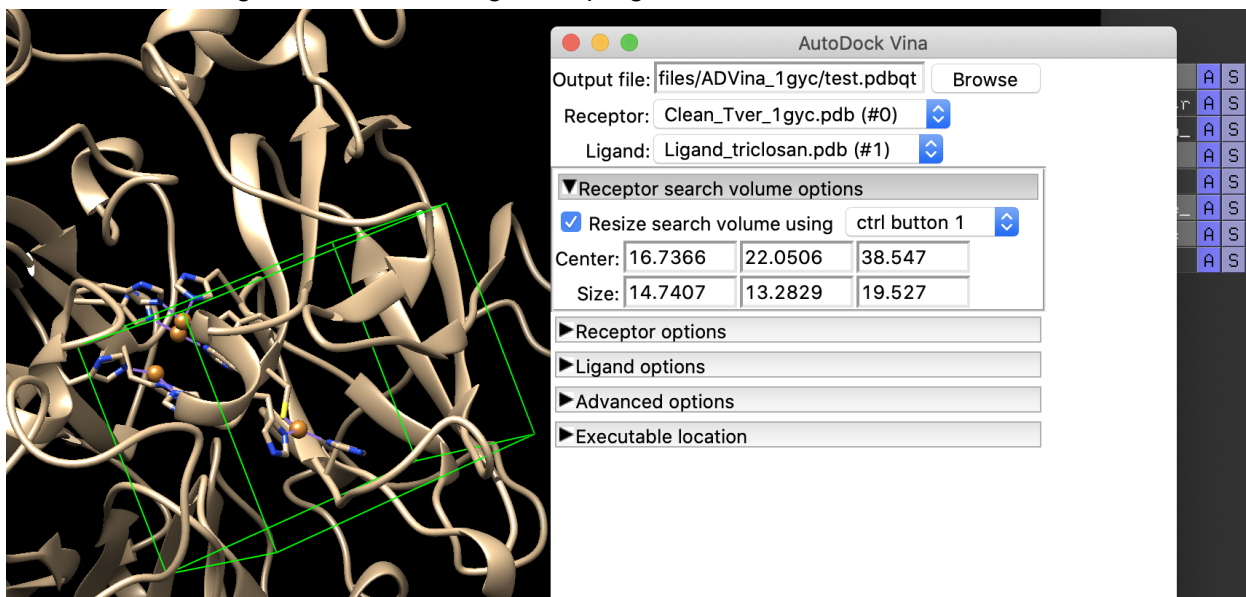 AutoDock Vina
Output file: files/ADVina_1gyc/test.pdbqt Browse
Receptor: Clean_Tver_1gyc.pdb (#0)
Ligand: Ligand_triclosan.pdb (#1)
▼Receptor search volume options
Resize search volume using ctrl button 1
Center: 16.7366 22.0506 38.547
Size: 14.7407 13.2829 19.527
▶Receptor options
▶Ligand options
▶Advanced options
▶Executable location
A S
r A S
_ A S
A S
A S
_ A S
A S
A S